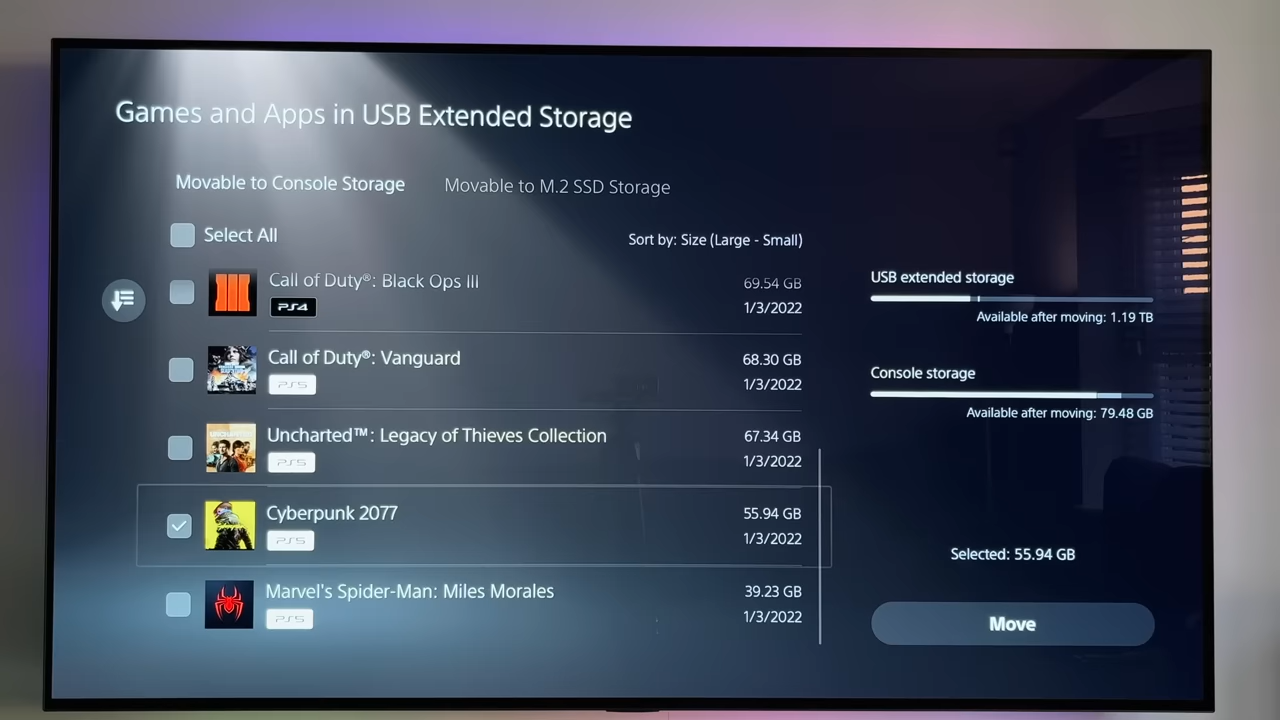 Games and Apps in USB Extended Storage
Movable to Console Storage
Movable to M.2 SSD Storage
Select All
Sort by: Size (Large - Small)
Call of Duty®: Black Ops III
PS4
69.54 GB
1/3/2022
Call of Duty®: Vanguard
PS5
68.30 GB
1/3/2022
Uncharted™: Legacy of Thieves Collection
PS5
67.34 GB
1/3/2022
Cyberpunk 2077
PS5
55.94 GB
1/3/2022
Marvel's Spider-Man: Miles Morales
PS5
39.23 GB
1/3/2022
USB extended storage
Available after moving: 1.19 TB
Console storage
Available after moving: 79.48 GB
Selected: 55.94 GB
Move